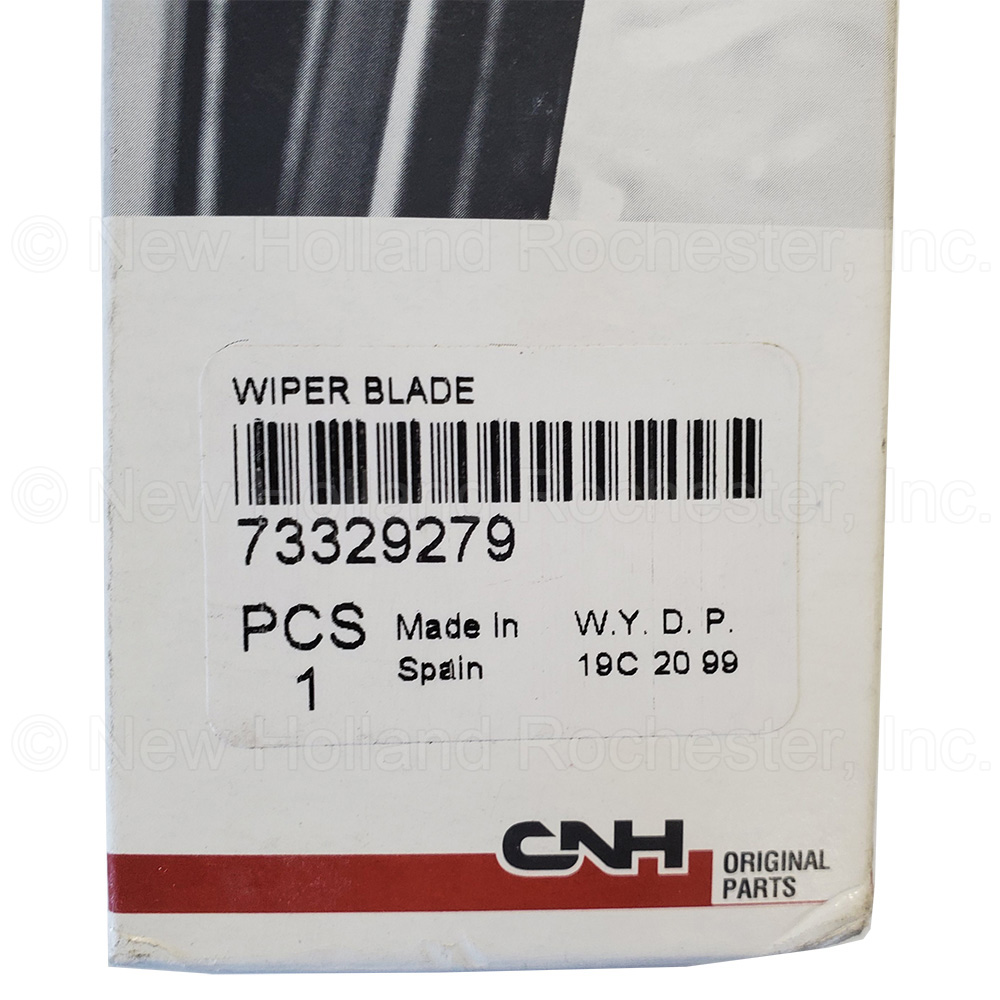 © New Holland Rochester, Inc.
WIPER BLADE
© New Holland Rochester, Inc.
73329279
PCS Made In W.Y. D. P.
1 Spain 19C 20 99
© New Holland Rochester, Inc.
CNH ORIGINAL
PARTS